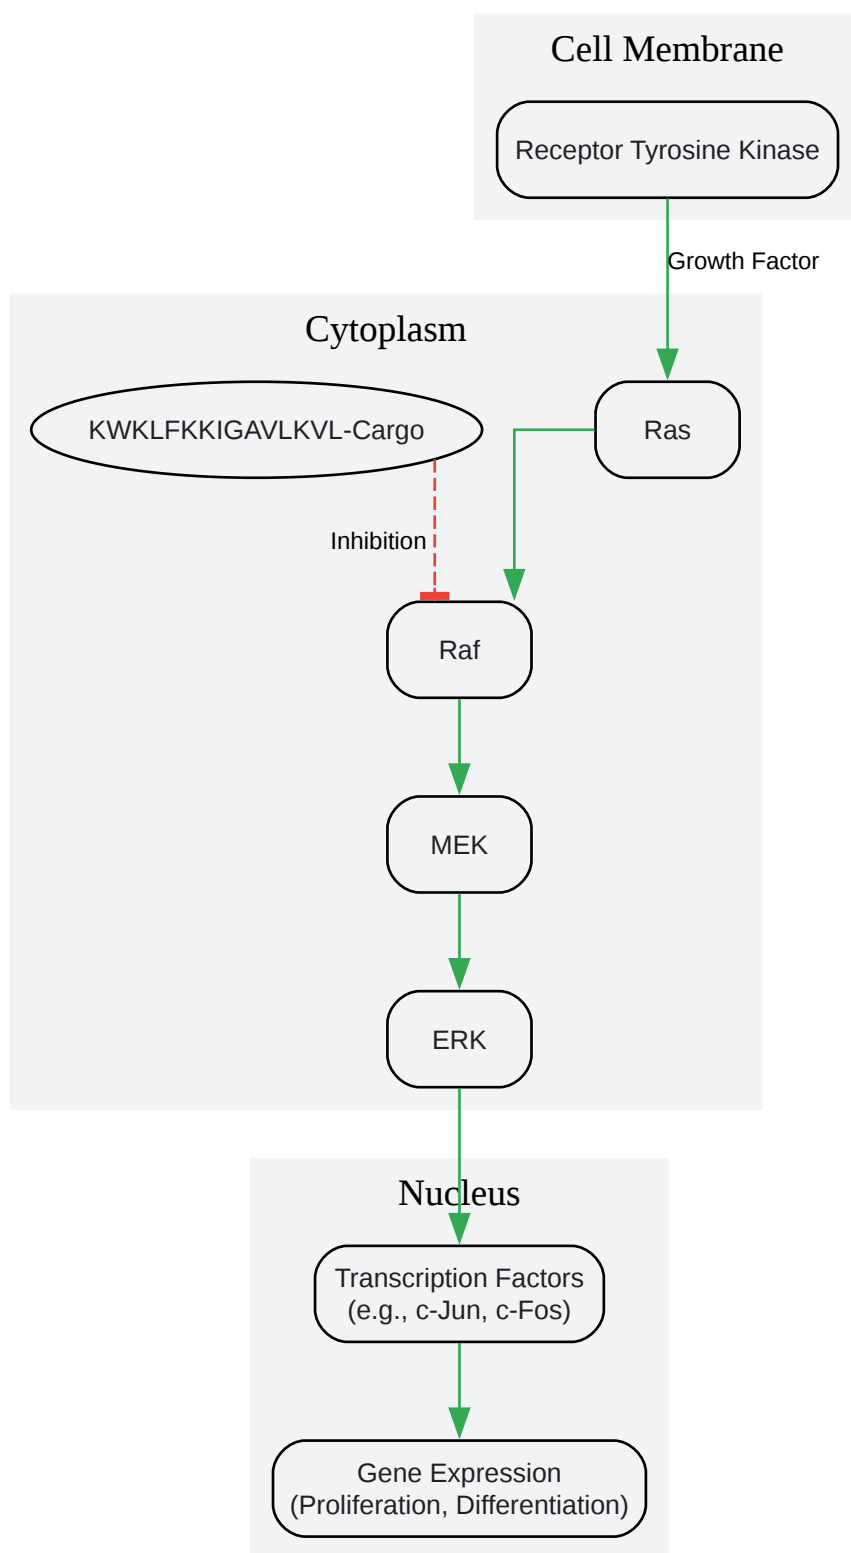 Cell Membrane
Receptor Tyrosine Kinase
Growth Factor
Cytoplasm
KWKLFKKIGAVLKVL-Cargo
Ras
Inhibition
Raf
MEK
ERK
Nucleus
Transcription Factors
(e.g., c-Jun, c-Fos)
Gene Expression
(Proliferation, Differentiation)